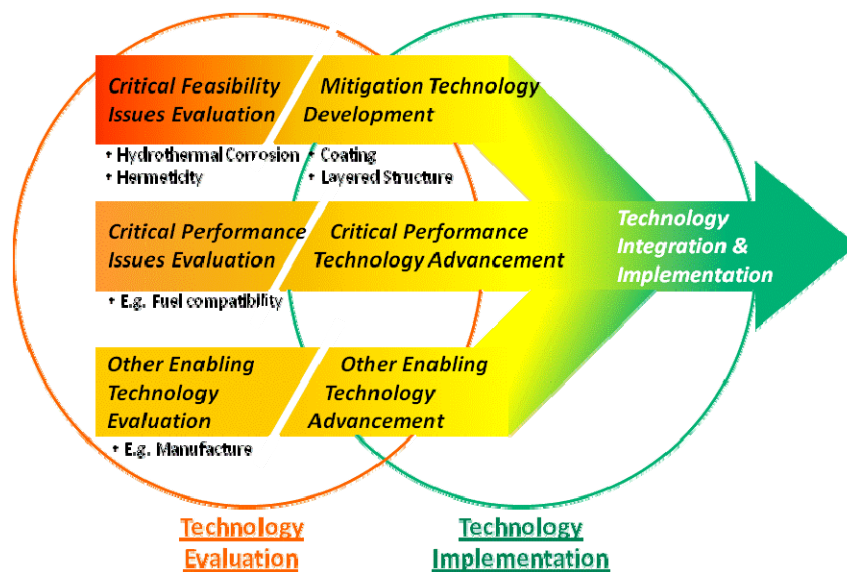 Critical Feasibility
Issues Evaluation
Mitigation Technology
Development
• Hydrothermal Corrosion
• Hermeticity
• Coating
• Layered Structure
Critical Performance
Issues Evaluation
Critical Performance
Technology Advancement
Technology
Integration &
Implementation
• E.g. Fuel compatibility
Other Enabling
Technology
Evaluation
Other Enabling
Technology
Advancement
• E.g. Manufacture
Technology
Evaluation
Technology
Implementation